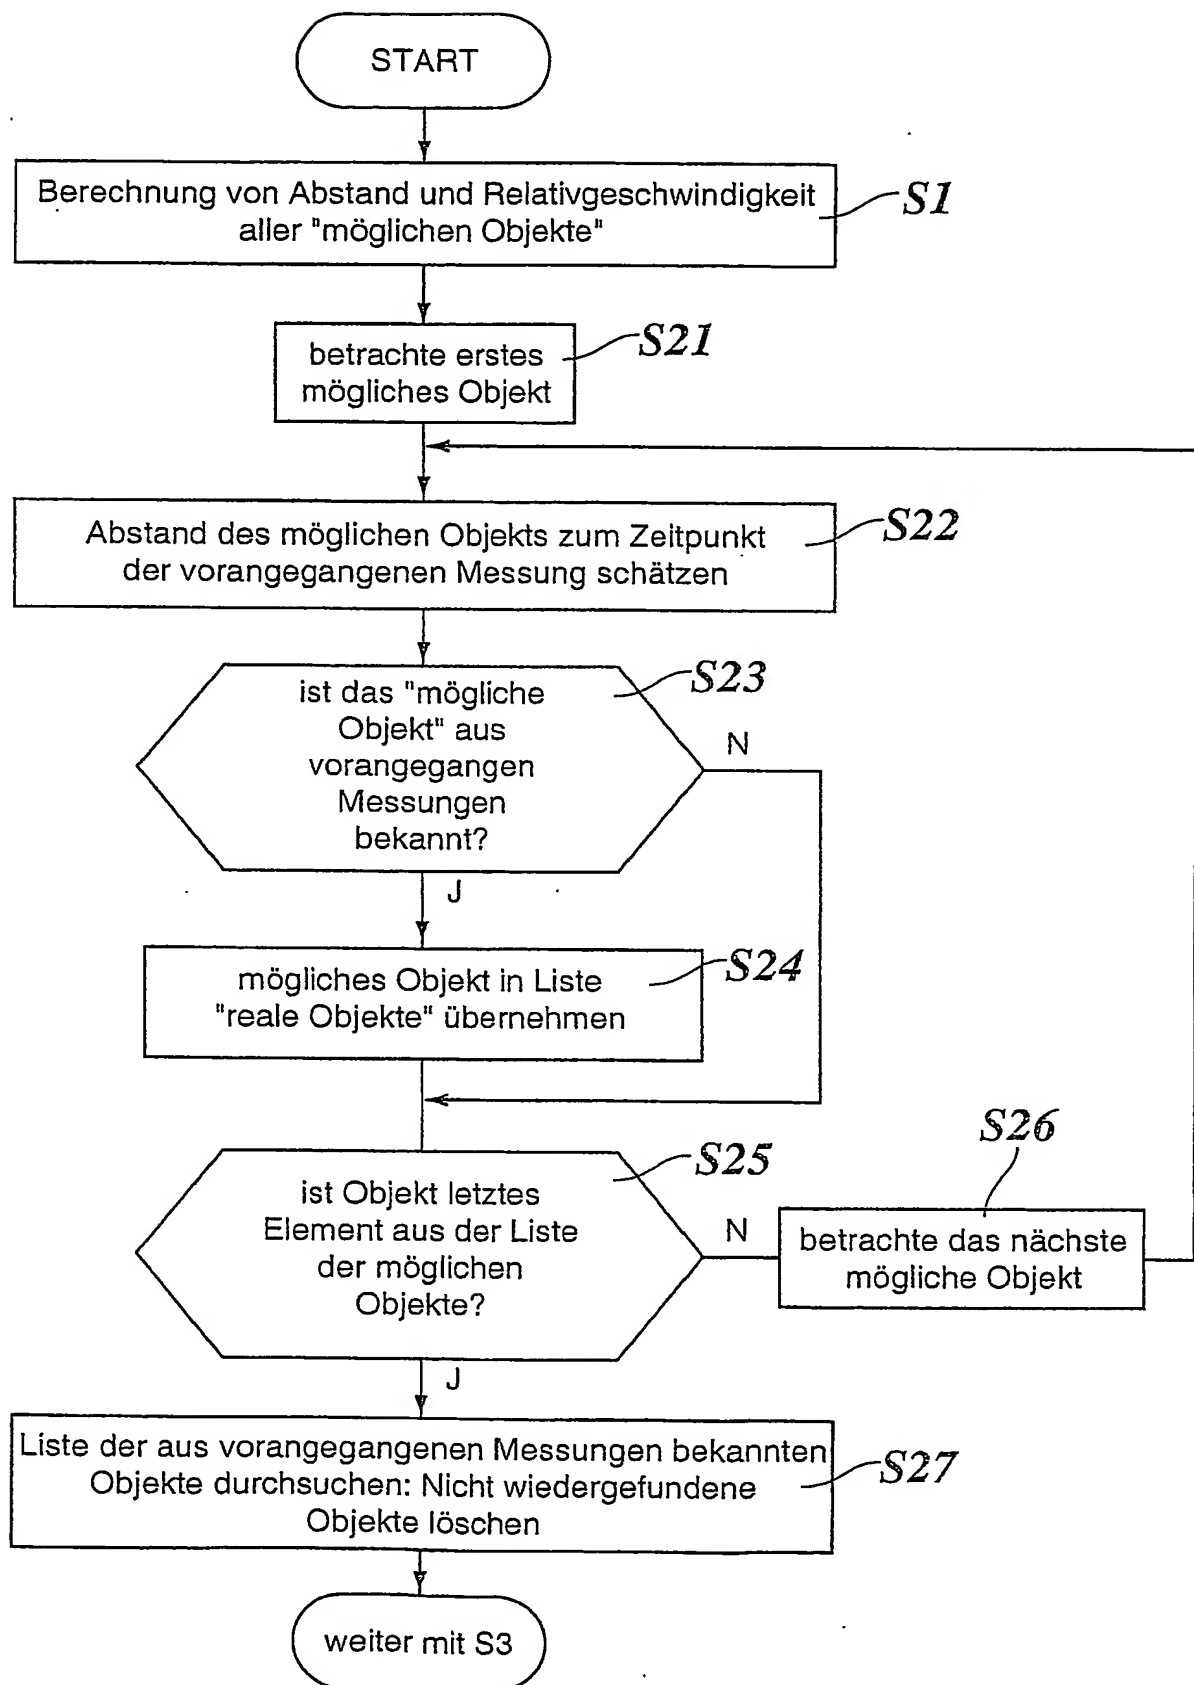 START
Berechnung von Abstand und Relativgeschwindigkeit
aller "möglichen Objekte"
S1
betrachte erstes
mögliches Objekt
S21
Abstand des möglichen Objekts zum Zeitpunkt
der vorangegangenen Messung schätzen
S22
ist das "mögliche
Objekt" aus
vorangegangen
Messungen
bekannt?
S23
N
J
mögliches Objekt in Liste
"reale Objekte" übernehmen
S24
ist Objekt letztes
Element aus der Liste
der möglichen
Objekte?
S25
N
S26
betrachte das nächste
mögliche Objekt
J
Liste der aus vorangegangenen Messungen bekannten
Objekte durchsuchen: Nicht wiedergefundene
Objekte löschen
S27
weiter mit S3